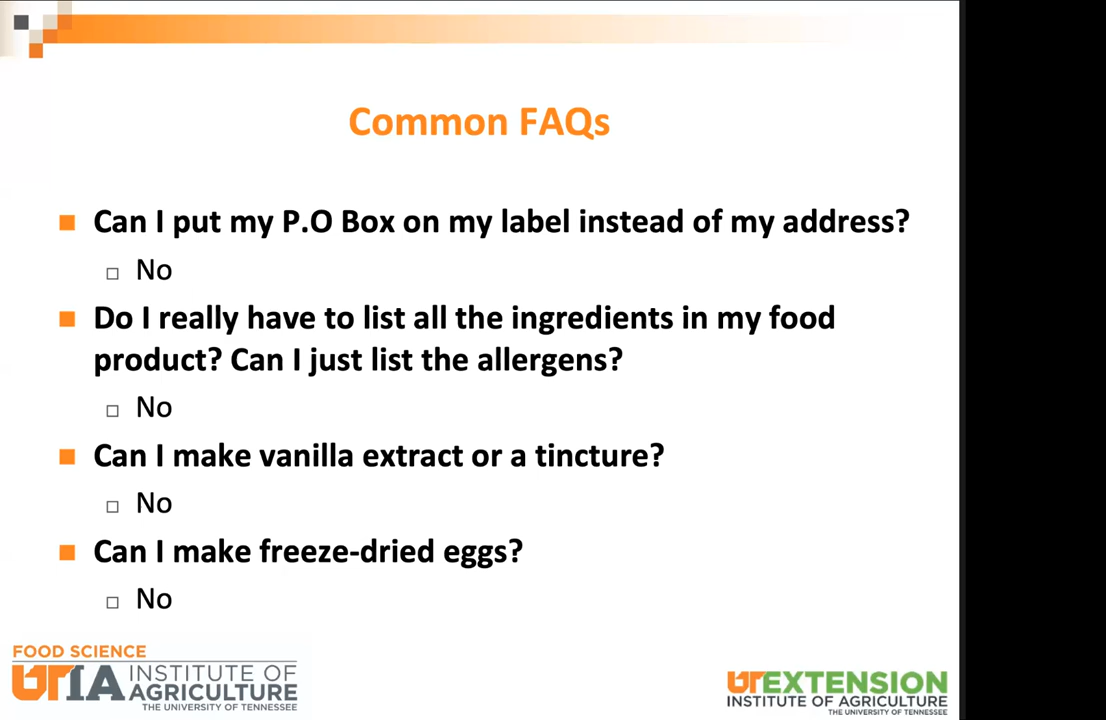 Common FAQs
Can I put my P.O Box on my label instead of my address?
No
Do I really have to list all the ingredients in my food
product? Can I just list the allergens?
No
Can I make vanilla extract or a tincture?
No
Can I make freeze-dried eggs?
No
FOOD SCIENCE
UTIA INSTITUTE OF
AGRICULTURE
THE UNIVERSITY OF TENNESSEE
UT EXTENSION
INSTITUTE OF AGRICULTURE
THE UNIVERSITY OF TENNESSEE